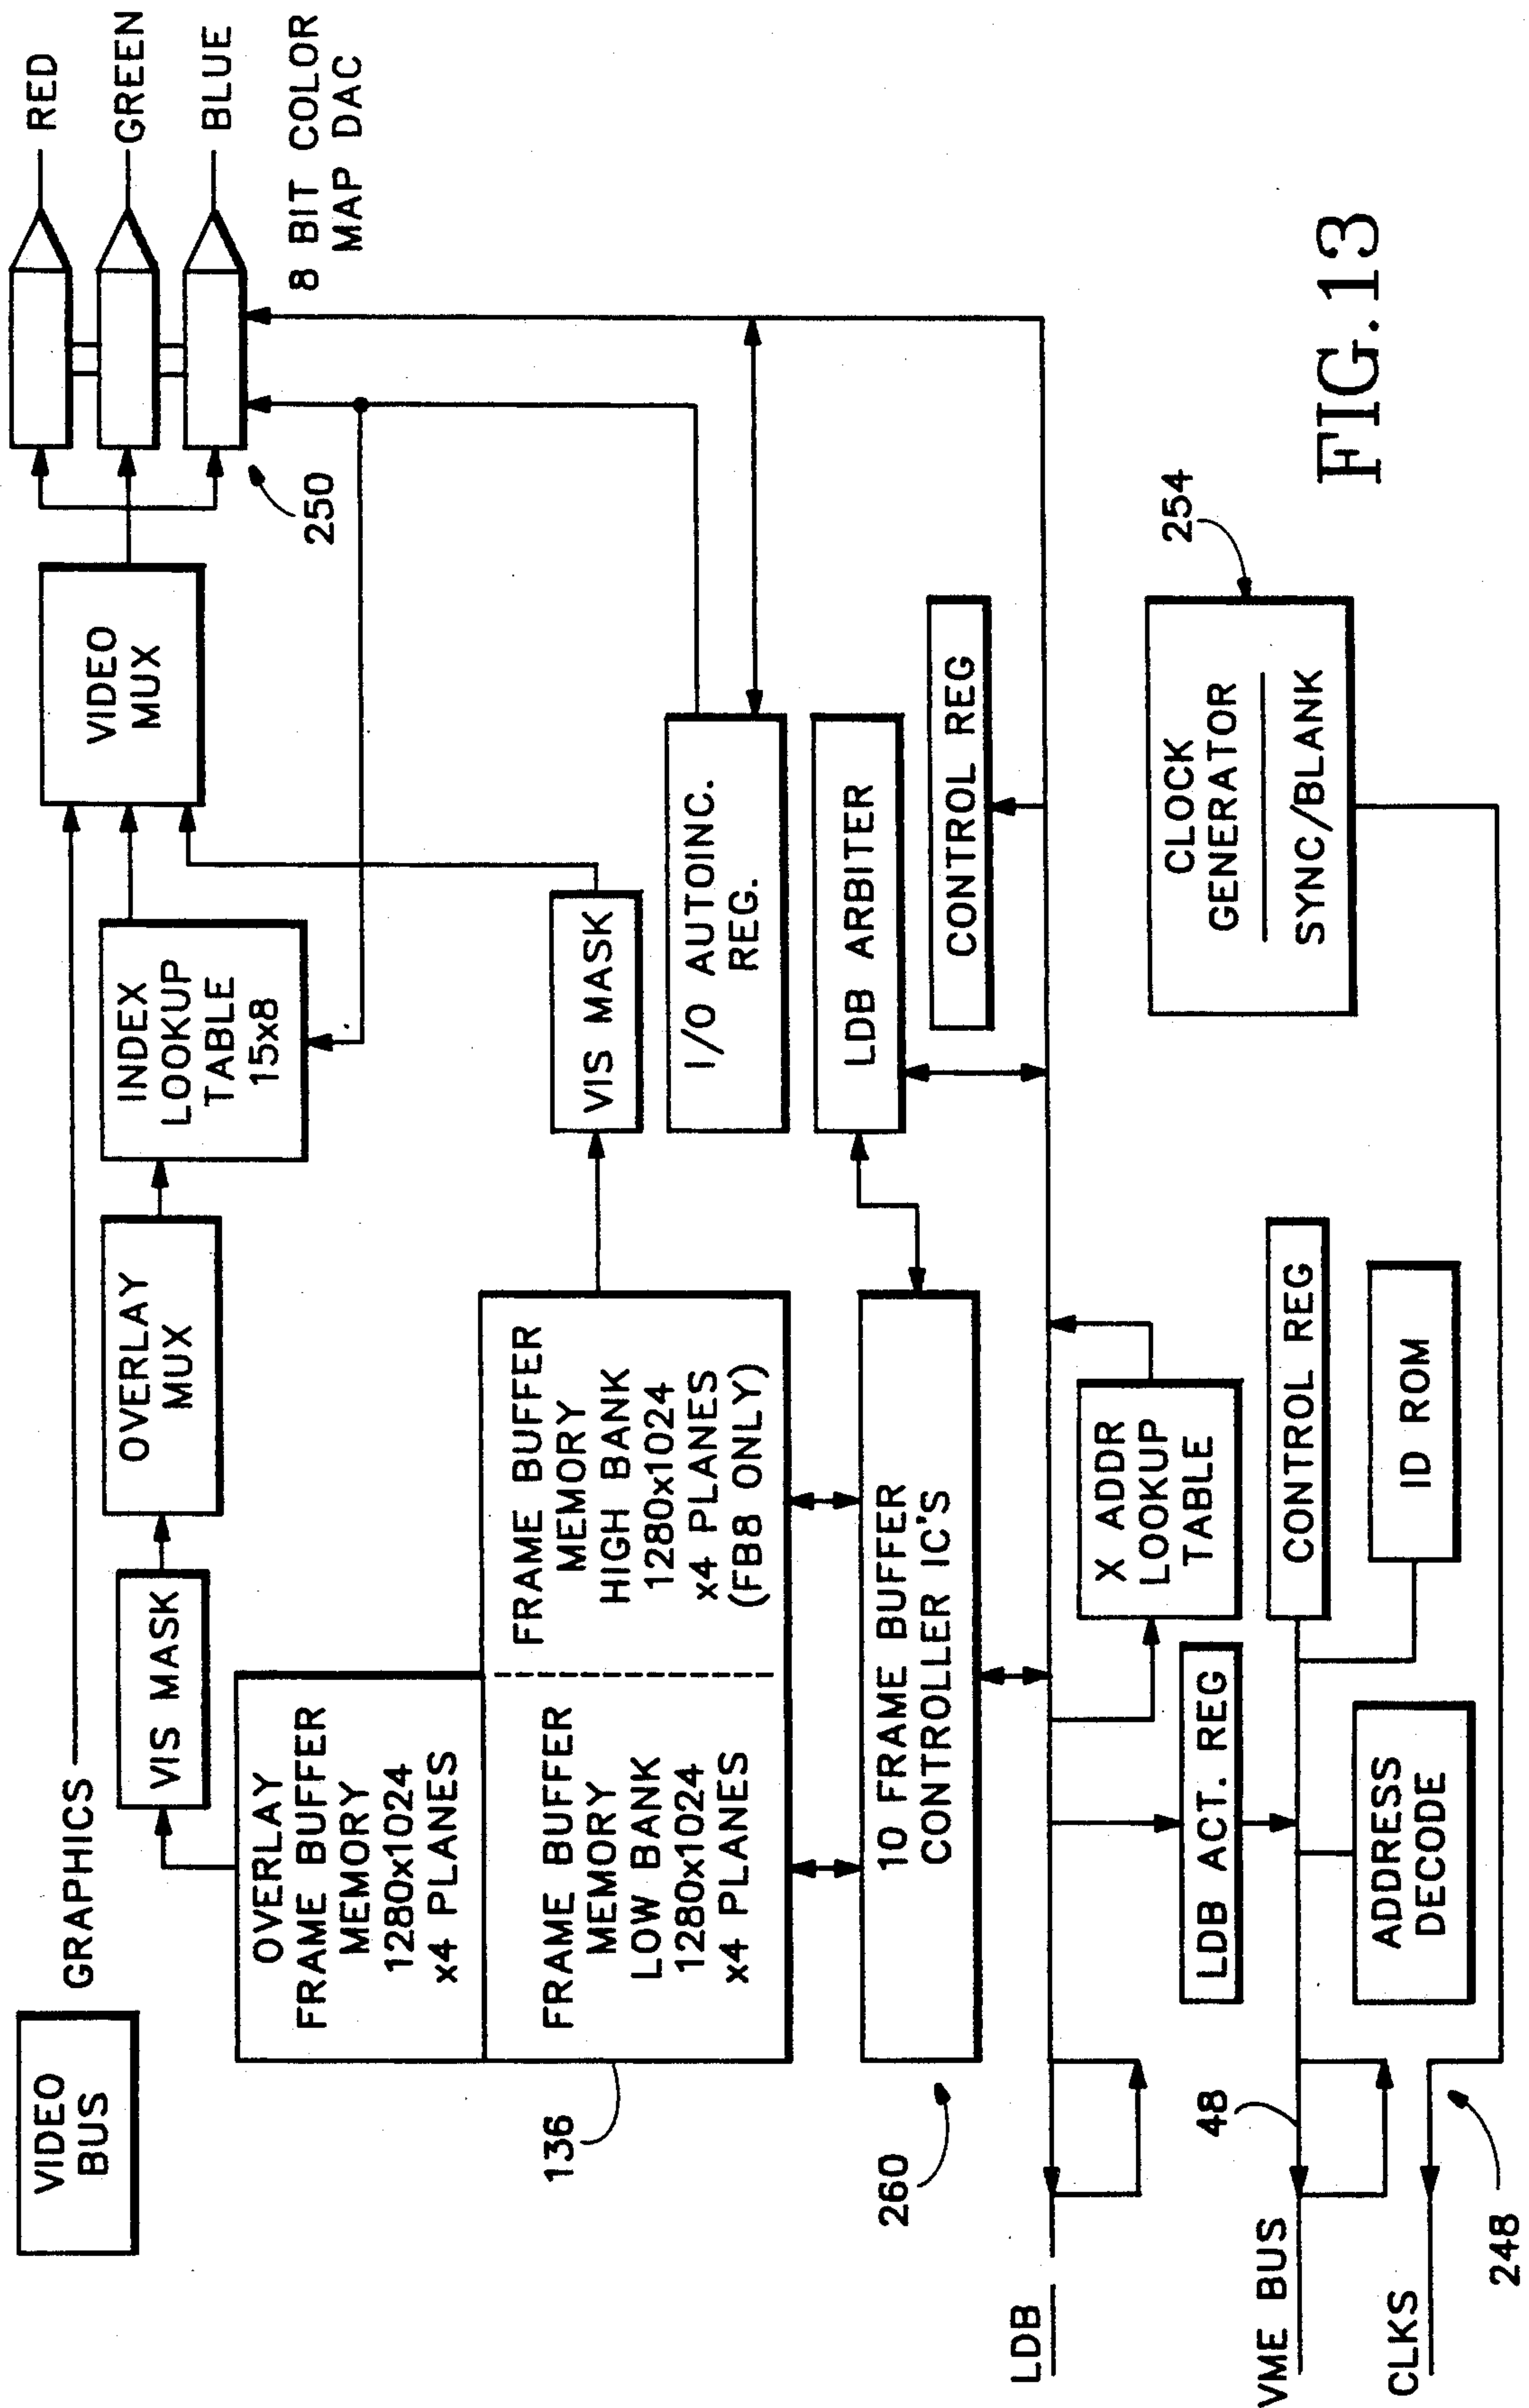 VIDEO
BUS
GRAPHICS
VIS MASK
OVERLAY
MUX
INDEX
LOOKUP
TABLE
15x8
VIDEO
MUX
RED
GREEN
BLUE
8 BIT COLOR
MAP DAC
250
OVERLAY
FRAME BUFFER
MEMORY
1280x1024
x4 PLANES
FRAME BUFFER
MEMORY
LOW BANK
1280x1024
x4 PLANES
FRAME BUFFER
MEMORY
HIGH BANK
1280x1024
x4 PLANES
(FB8 ONLY)
136
VIS MASK
I/O AUTOINC.
REG.
LDB ARBITER
CONTROL REG
10 FRAME BUFFER
CONTROLLER IC'S
260
LDB
X ADDR
LOOKUP
TABLE
LDB ACT. REG
CONTROL REG
VME BUS
48
ADDRESS
DECODE
ID ROM
CLKS
248
CLOCK
GENERATOR
SYNC/BLANK
254
FIG.13